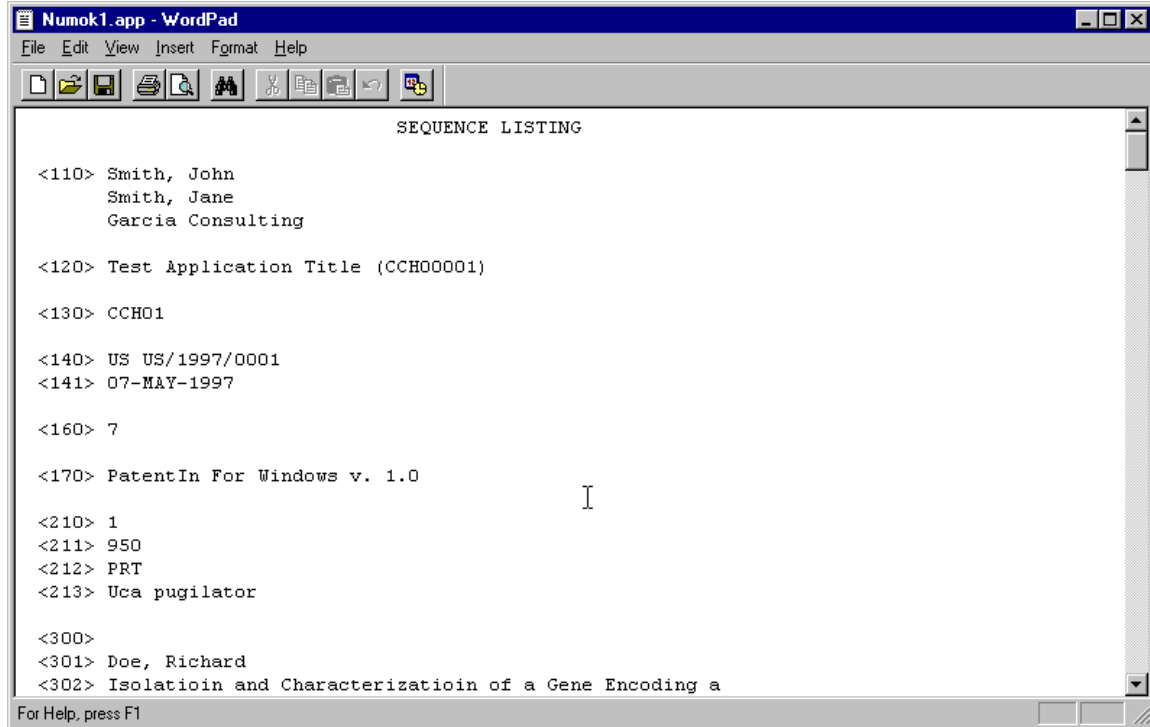 Numok1.app - WordPad
File Edit View Insert Format Help
SEQUENCE LISTING
<110> Smith, John
Smith, Jane
Garcia Consulting
<120> Test Application Title (CCH00001)
<130> CCH01
<140> US US/1997/0001
<141> 07-MAY-1997
<160> 7
<170> PatentIn For Windows v. 1.0
<210> 1
<211> 950
<212> PRT
<213> Uca pugilator
<300>
<301> Doe, Richard
<302> Isolatioin and Characterizatioin of a Gene Encoding a
For Help, press F1